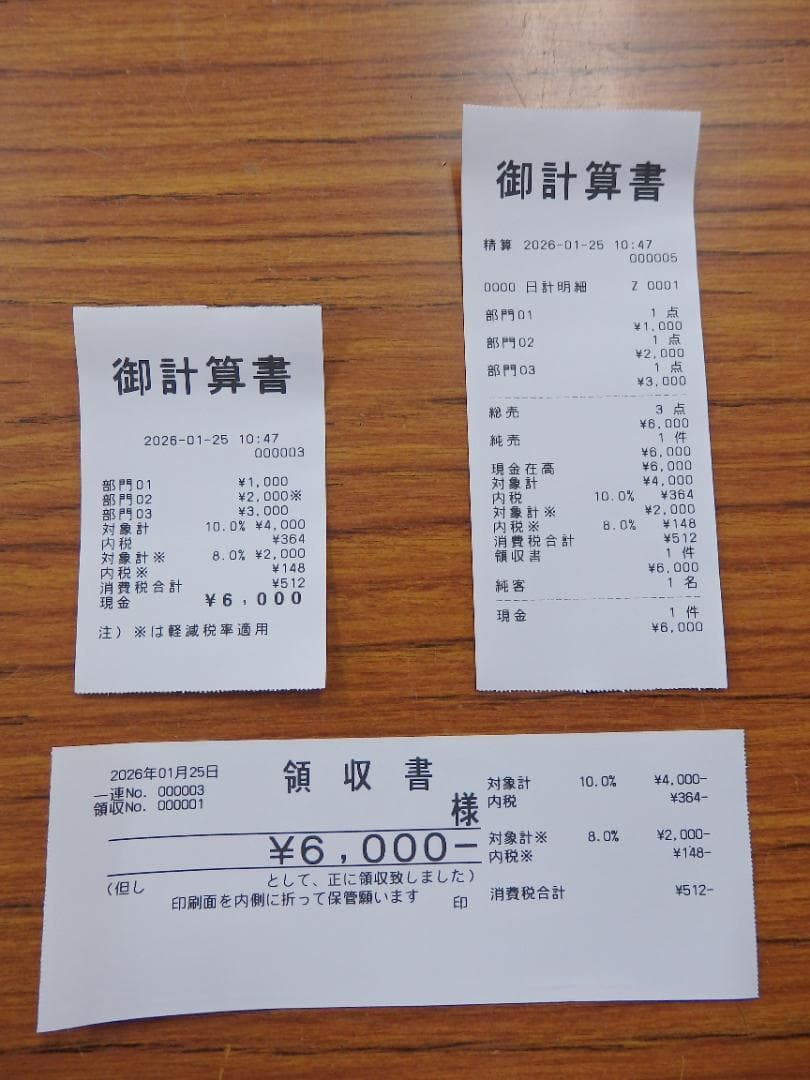 御計算書
2026-01-25 10:47
000003
部門01 ¥1,000
部門02 ¥2,000※
部門03 ¥3,000
対象計 10.0% ¥4,000
内税 ¥364
対象計※ 8.0% ¥2,000
内税※ ¥148
消費税合計 ¥512
現金 ¥6,000
注)※は軽減税率適用
御計算書
精算 2026-01-25 10:47
000005
0000 日計明細 Z 0001
部門01 1 点
¥1,000
部門02 1 点
¥2,000
部門03 1 点
¥3,000
総売 3 点
¥6,000
純売 1 件
¥6,000
現金在高 ¥6,000
対象計 ¥4,000
内税 10.0% ¥364
対象計※ ¥2,000
内税※ 8.0% ¥148
消費税合計 ¥512
領収書 1 件
¥6,000
純客 1 名
現金 1 件
¥6,000
2026年01月25日
一連No. 000003
領収No. 000001
領収書
様
¥6,000-
(但し として、正に領収致しました)
印刷面を内側に折って保管願います 印
対象計 10.0% ¥4,000-
内税 ¥364-
対象計※ 8.0% ¥2,000-
内税※ ¥148-
消費税合計 ¥512-